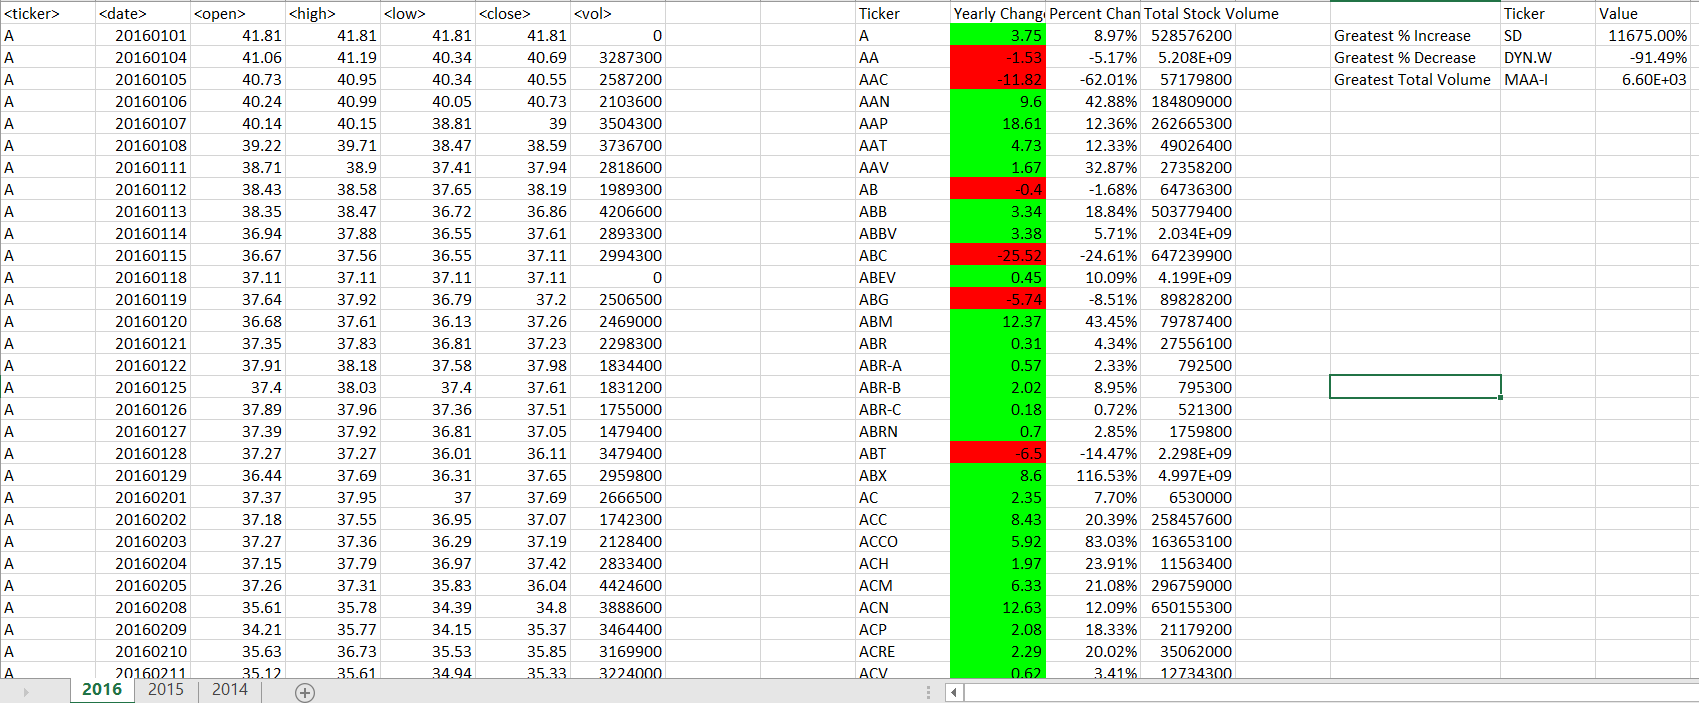 <ticker> <date> <open> <high> <low> <close> <vol> Ticker Yearly Chang Percent Chan Total Stock Volume Ticker Value
A 20160101 41.81 41.81 41.81 41.81 0 A 3.75 8.97% 528576200 Greatest % Increase SD 11675.00%
A 20160104 41.06 41.19 40.34 40.69 3287300 AA -1.53 -5.17% 5.208E+09 Greatest % Decrease DYN.W -91.49%
A 20160105 40.73 40.95 40.34 40.55 2587200 AAC -11.82 -62.01% 57179800 Greatest Total Volume MAA-I 6.60E+03
A 20160106 40.24 40.99 40.05 40.73 2103600 AAN 9.6 42.88% 184809000
A 20160107 40.14 40.15 38.81 39 3504300 AAP 18.61 12.36% 262665300
A 20160108 39.22 39.71 38.47 38.59 3736700 AAT 4.73 12.33% 49026400
A 20160111 38.71 38.9 37.41 37.94 2818600 AAV 1.67 32.87% 27358200
A 20160112 38.43 38.58 37.65 38.19 1989300 AB -0.4 -1.68% 64736300
A 20160113 38.35 38.47 36.72 36.86 4206600 ABB 3.34 18.84% 503779400
A 20160114 36.94 37.88 36.55 37.61 2893300 ABBV 3.38 5.71% 2.034E+09
A 20160115 36.67 37.56 36.55 37.11 2994300 ABC -25.52 -24.61% 647239900
A 20160118 37.11 37.11 37.11 37.11 0 ABEV 0.45 10.09% 4.199E+09
A 20160119 37.64 37.92 36.79 37.2 2506500 ABG -5.74 -8.51% 89828200
A 20160120 36.68 37.61 36.13 37.26 2469000 ABM 12.37 43.45% 79787400
A 20160121 37.35 37.83 36.81 37.23 2298300 ABR 0.31 4.34% 27556100
A 20160122 37.91 38.18 37.58 37.98 1834400 ABR-A 0.57 2.33% 792500
A 20160125 37.4 38.03 37.4 37.61 1831200 ABR-B 2.02 8.95% 795300
A 20160126 37.89 37.96 37.36 37.51 1755000 ABR-C 0.18 0.72% 521300
A 20160127 37.39 37.92 36.81 37.05 1479400 ABRN 0.7 2.85% 1759800
A 20160128 37.27 37.27 36.01 36.11 3479400 ABT -6.5 -14.47% 2.298E+09
A 20160129 36.44 37.69 36.31 37.65 2959800 ABX 8.6 116.53% 4.997E+09
A 20160201 37.37 37.95 37 37.69 2666500 AC 2.35 7.70% 6530000
A 20160202 37.18 37.55 36.95 37.07 1742300 ACC 8.43 20.39% 258457600
A 20160203 37.27 37.36 36.29 37.19 2128400 ACCO 5.92 83.03% 163653100
A 20160204 37.15 37.79 36.97 37.42 2833400 ACH 1.97 23.91% 11563400
A 20160205 37.26 37.31 35.83 36.04 4424600 ACM 6.33 21.08% 296759000
A 20160208 35.61 35.78 34.39 34.8 3888600 ACN 12.63 12.09% 650155300
A 20160209 34.21 35.77 34.15 35.37 3464400 ACP 2.08 18.33% 21179200
A 20160210 35.63 36.73 35.53 35.85 3169900 ACRE 2.29 20.02% 35062000
A 20160211 35.12 35.61 34.94 35.33 3224000 ACV 0.62 3.41% 12734300
2016 2015 2014